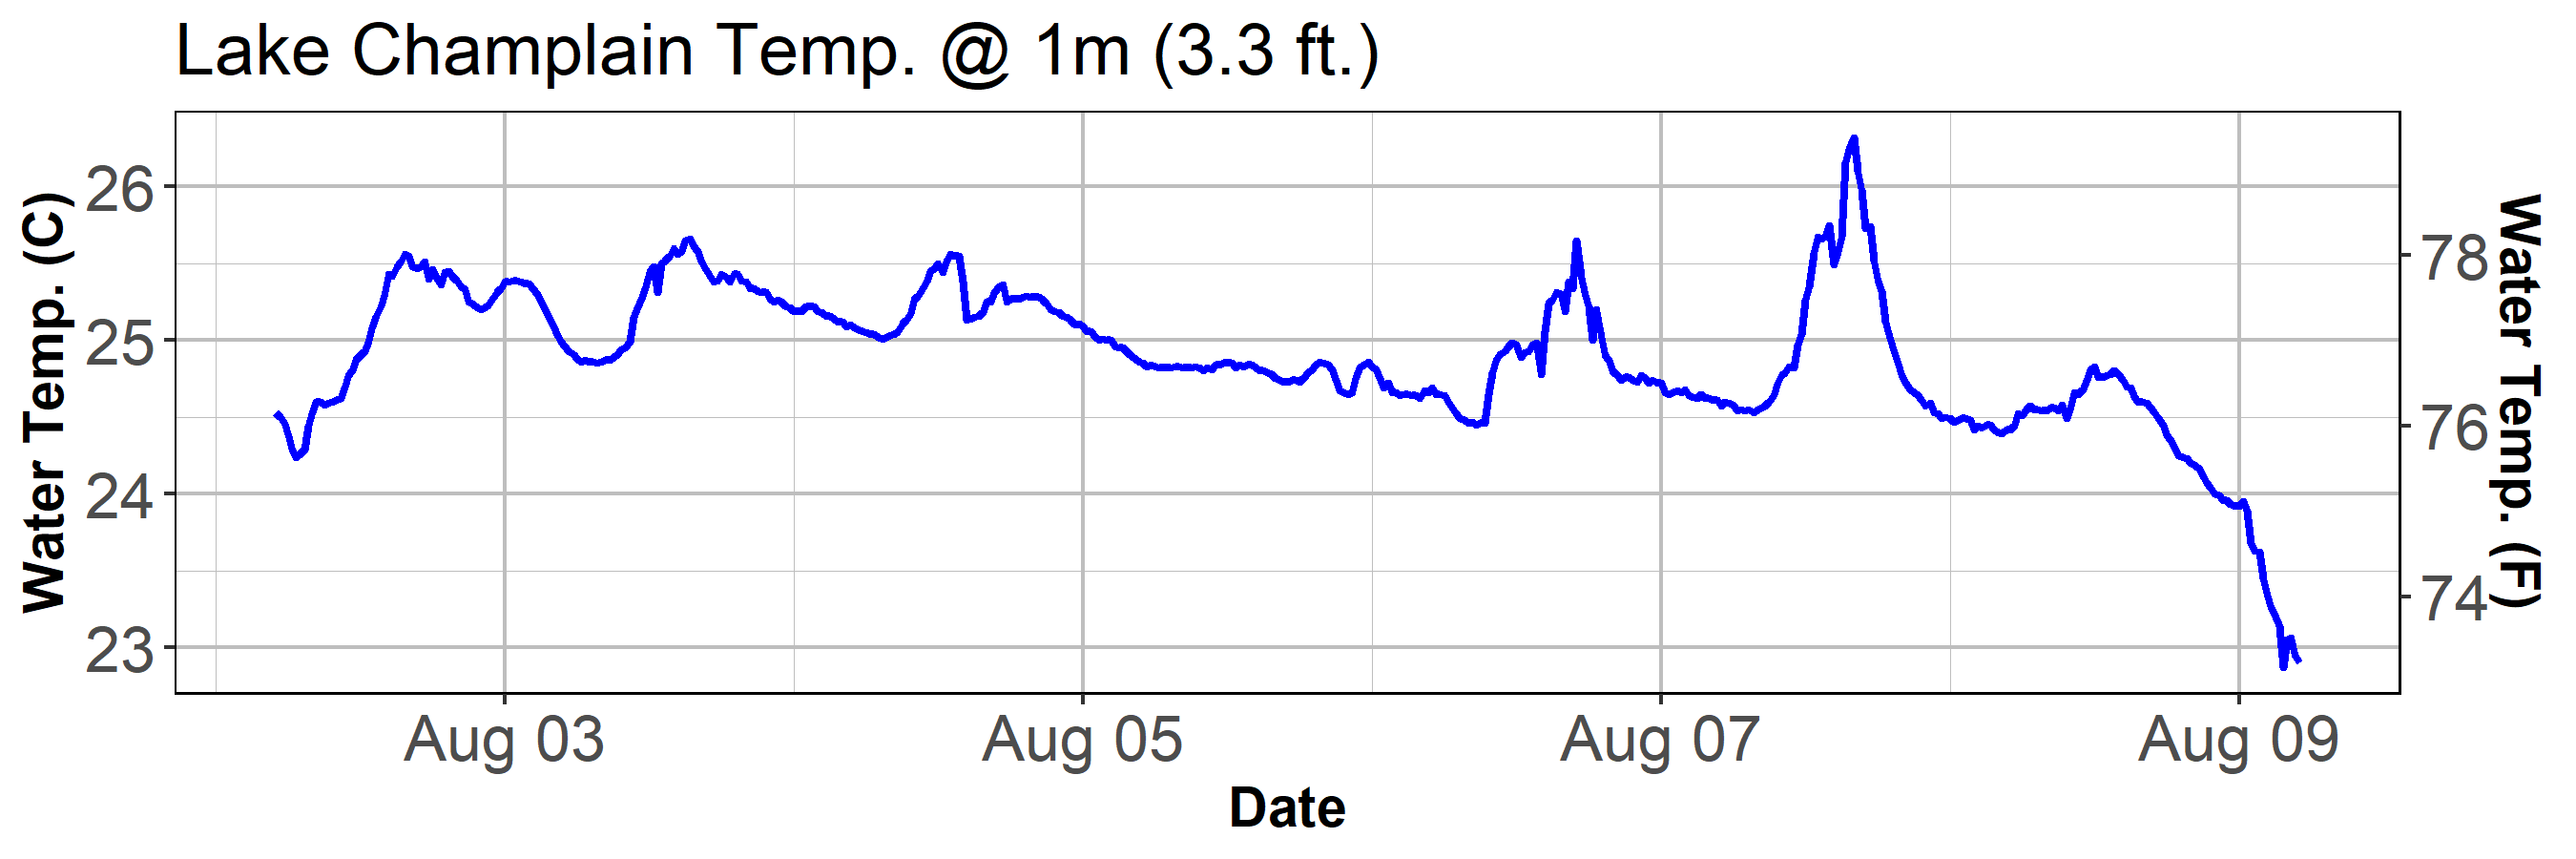 Lake Champlain Temp. @ 1m (3.3 ft.)
Water Temp. (C)
26
25
24
23
Water Temp. (F)
78
76
74
Aug 03
Aug 05
Aug 07
Aug 09
Date